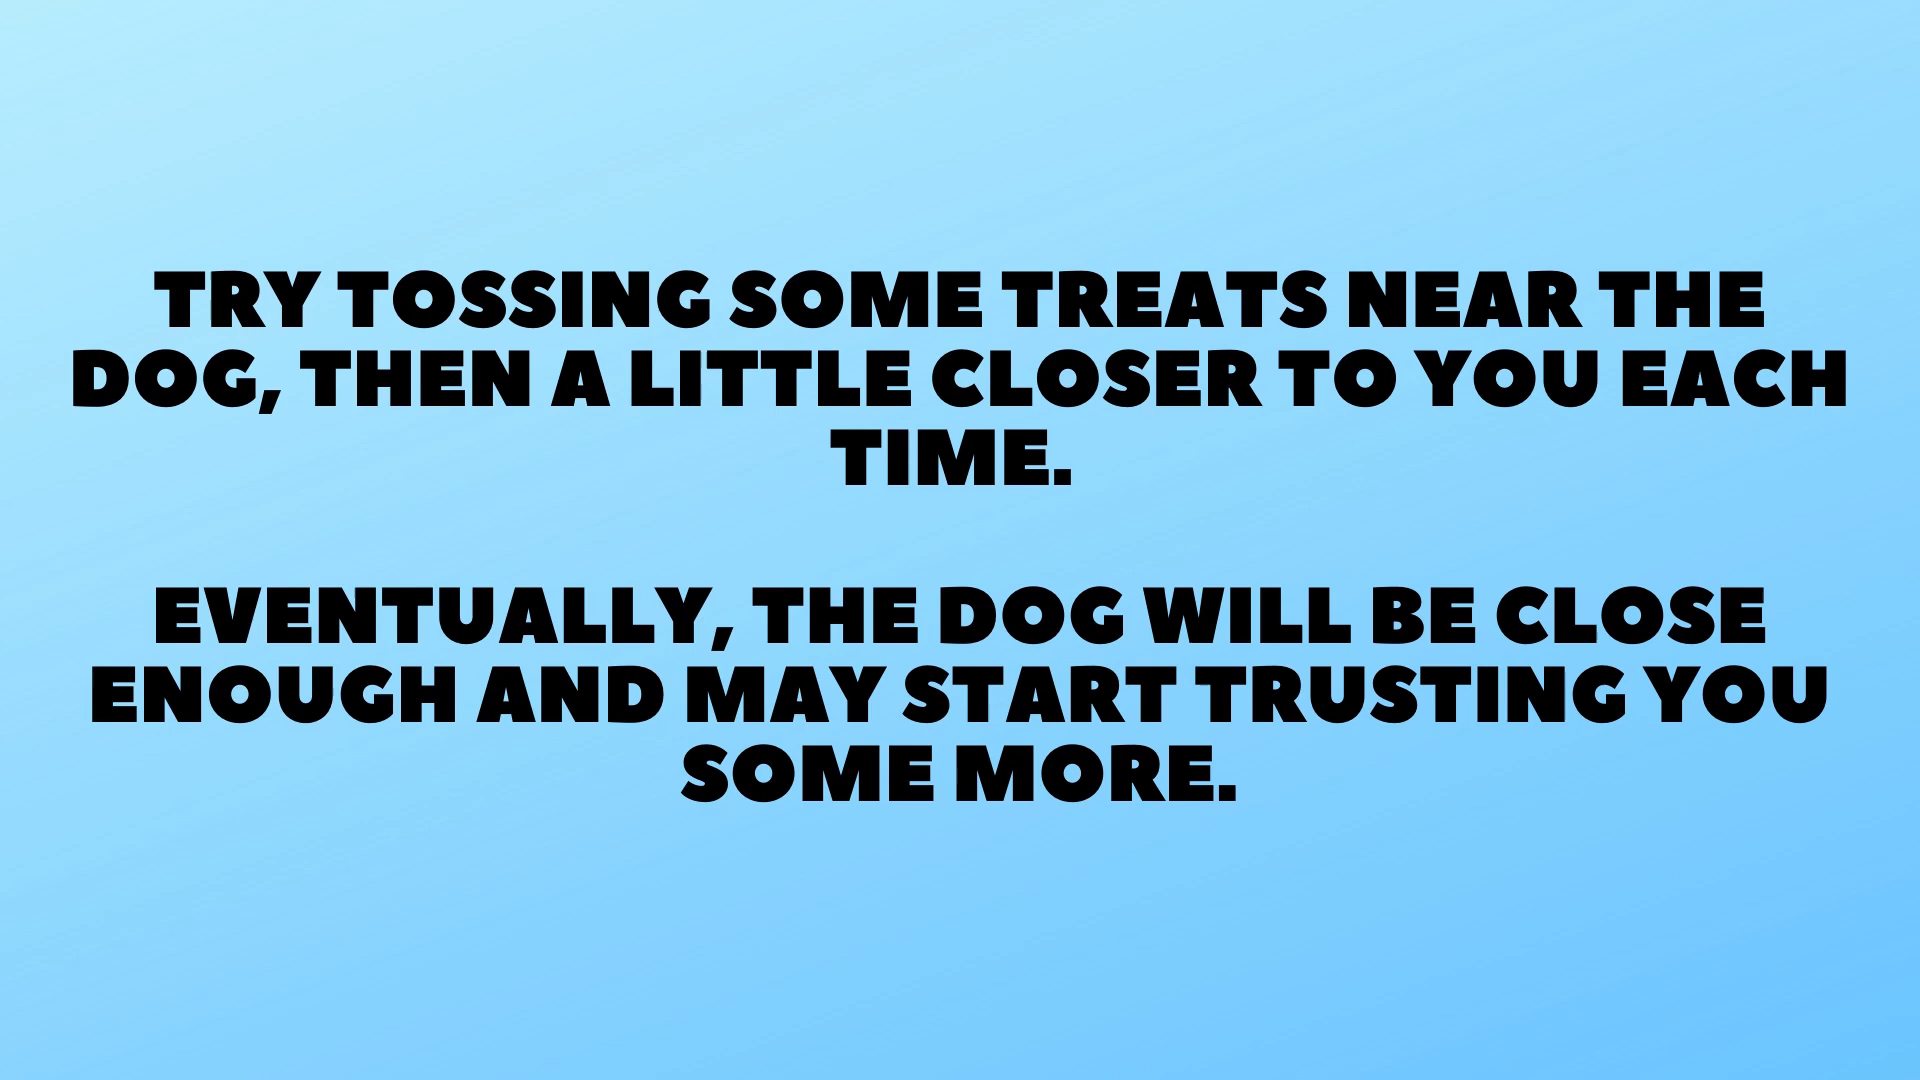 TRY TOSSING SOME TREATS NEAR THE
DOG, THEN A LITTLE CLOSER TO YOU EACH
TIME.
EVENTUALLY, THE DOG WILL BE CLOSE
ENOUGH AND MAY START TRUSTING YOU
SOME MORE.